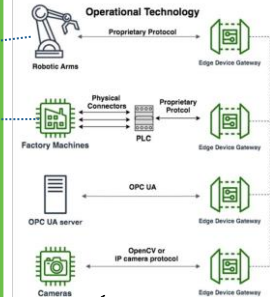 Operational Technology
Proprietary Protocol
Robotic Arms
Edge Device Gateway
Physical
Connectors
Proprietary
Protcol
Factory Machines
PLC
Edge Device Gateway
OPC UA
OPC UA server
Edge Device Gateway
OpenCV or
IP camera protocol
Cameras
Edge Device Gateway